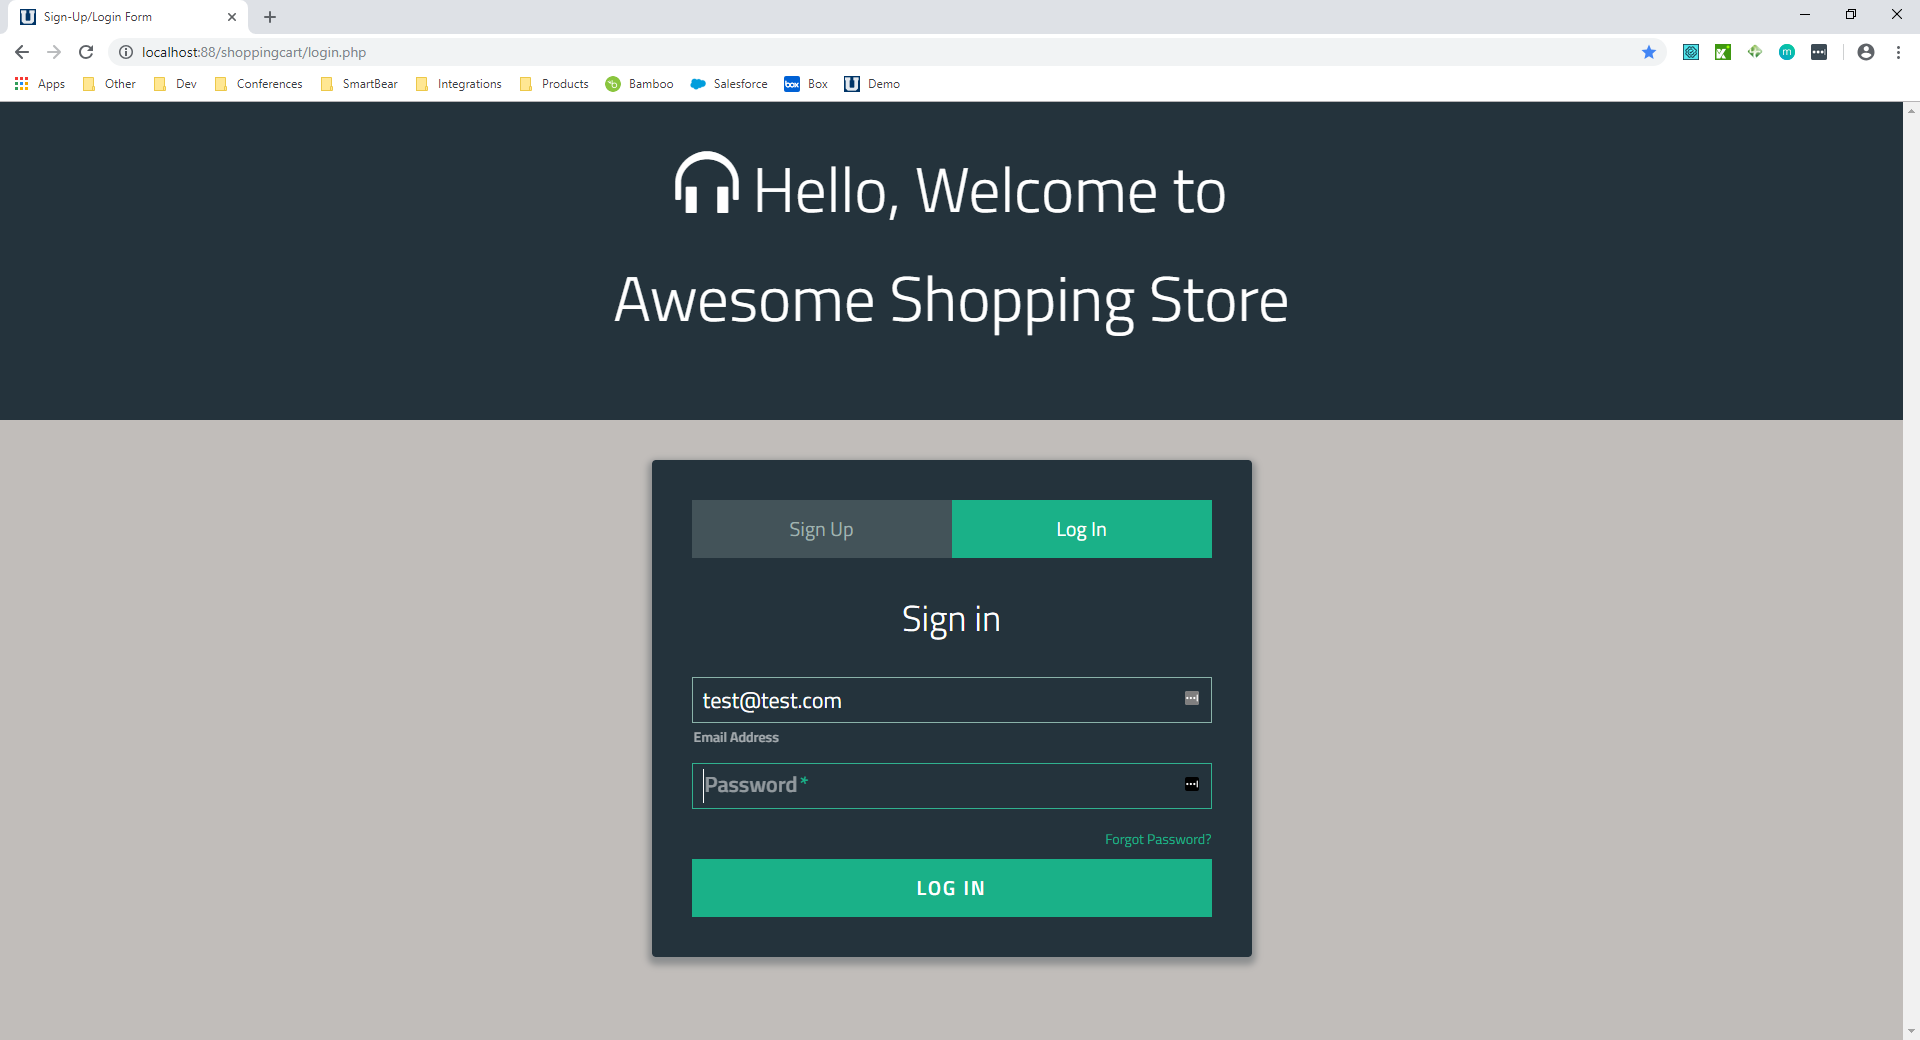 Sign-Up/Login Form
localhost:88/shoppingcart/login.php
Apps Other Dev Conferences SmartBear Integrations Products Bamboo Salesforce box Box Demo
Hello, Welcome to
Awesome Shopping Store
Sign Up Log In
Sign in
test@test.com
Email Address
Password*
Forgot Password?
LOG IN